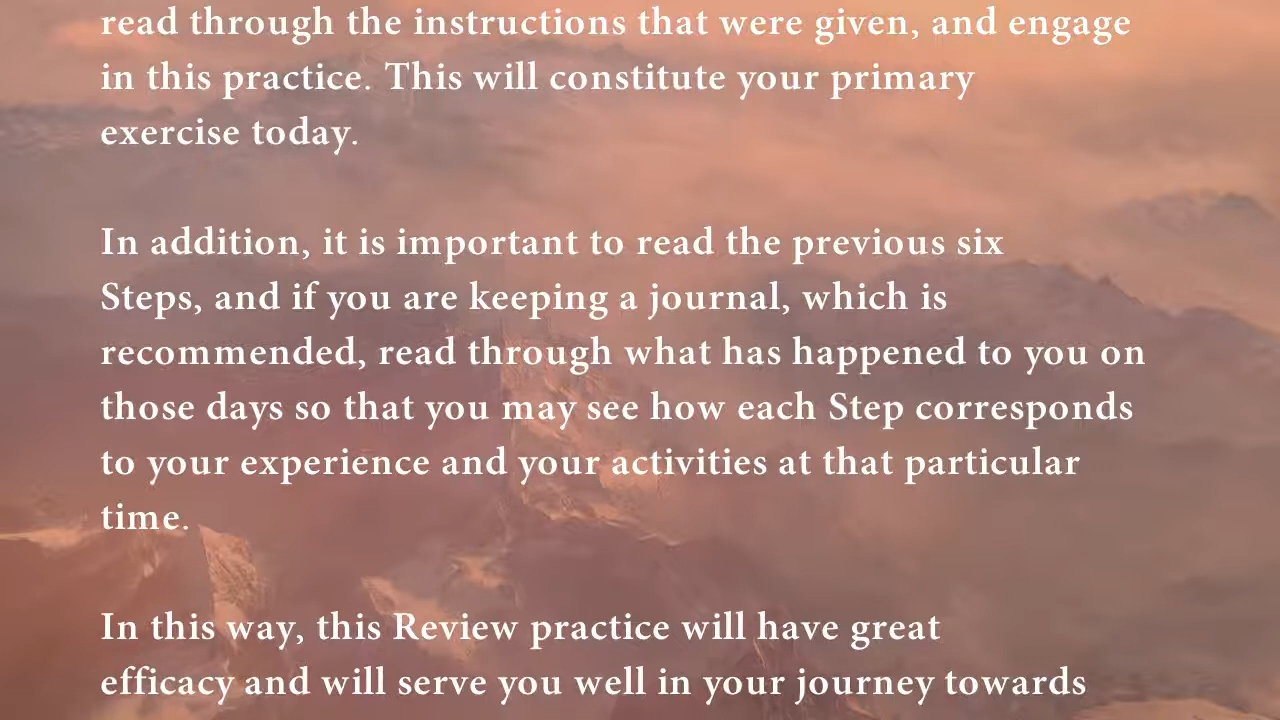 read through the instructions that were given, and engage
in this practice. This will constitute your primary
exercise today.
In addition, it is important to read the previous six
Steps, and if you are keeping a journal, which is
recommended, read through what has happened to you on
those days so that you may see how each Step corresponds
to your experience and your activities at that particular
time.
In this way, this Review practice will have great
efficacy and will serve you well in your journey towards